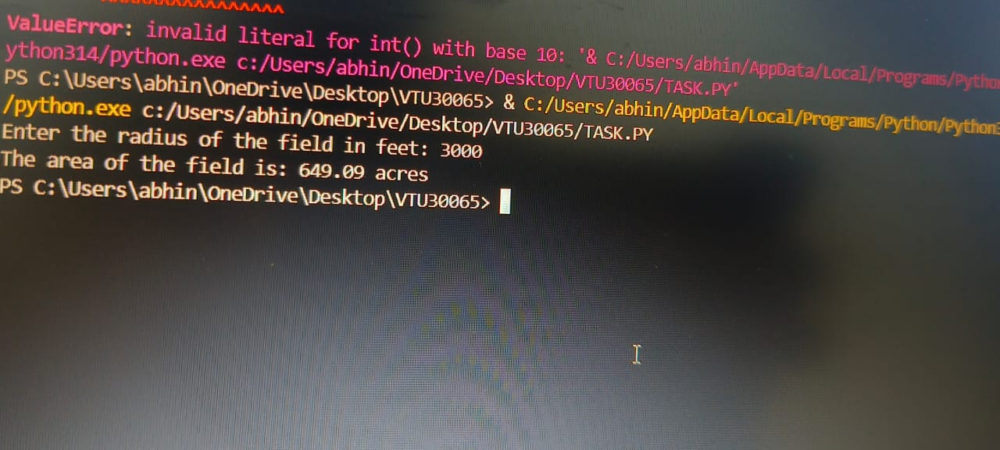 ValueError: invalid literal for int() with base 10: '& C:/Users/abhin/AppData/Local/Programs/Pytho
ython314/python.exe c:/Users/abhin/OneDrive/Desktop/VTU30065/TASK.PY'
PS C:\Users\abhin\OneDrive\Desktop\VTU30065> & C:/Users/abhin/AppData/Local/Programs/Python/Python3
/python.exe c:/Users/abhin/OneDrive/Desktop/VTU30065/TASK.PY
Enter the radius of the field in feet: 3000
The area of the field is: 649.09 acres
PS C:\Users\abhin\OneDrive\Desktop\VTU30065>